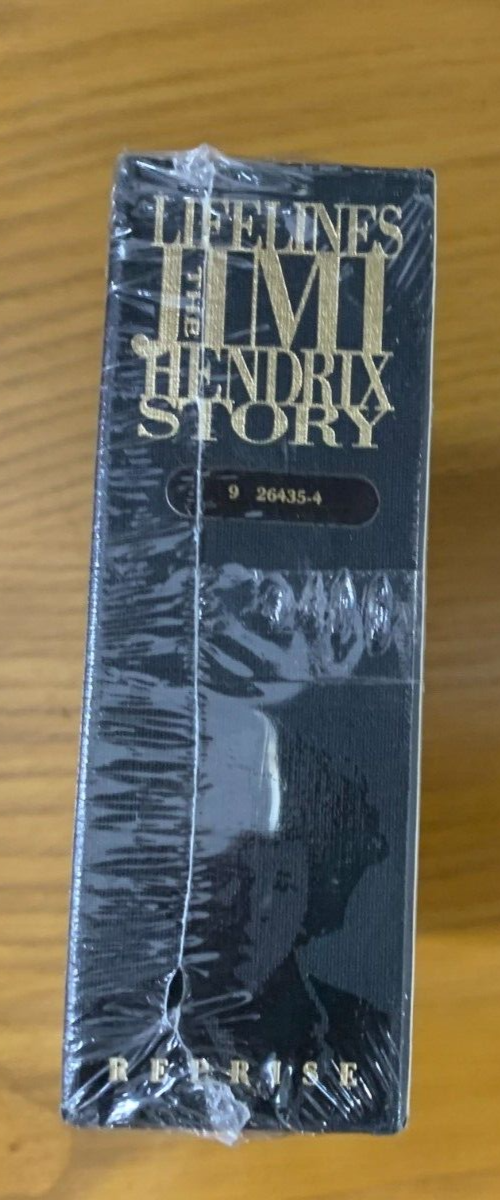 LIFELINES
THE
JIMI
HENDRIX
STORY
9 26435-4
REPRISE